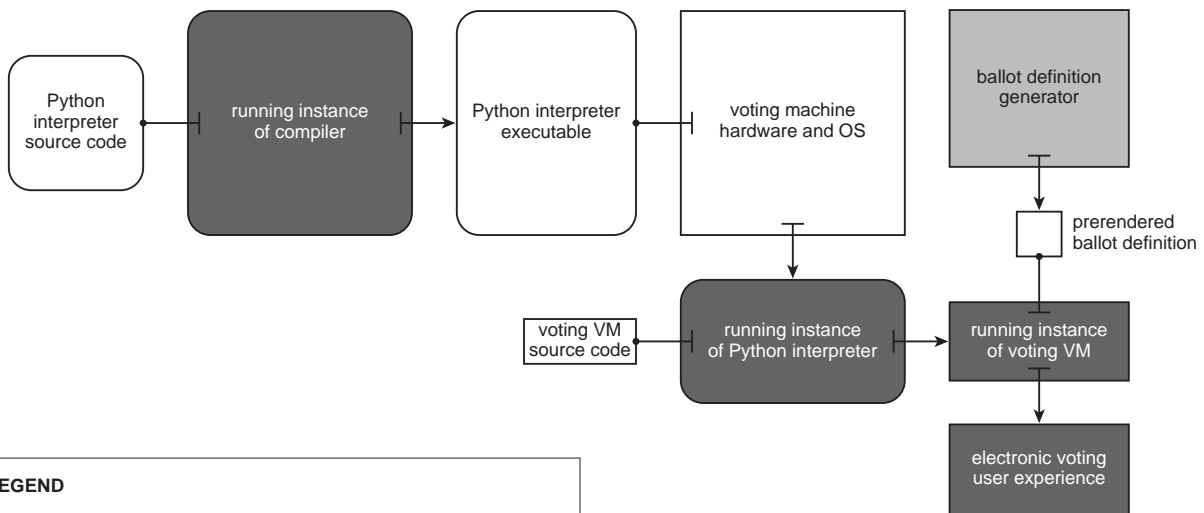 Python
interpreter
source code
running instance
of compiler
Python interpreter
executable
voting machine
hardware and OS
ballot definition
generator
prerendered
ballot definition
voting VM
source code
running instance
of Python interpreter
running instance
of voting VM
electronic voting
user experience
EGEND